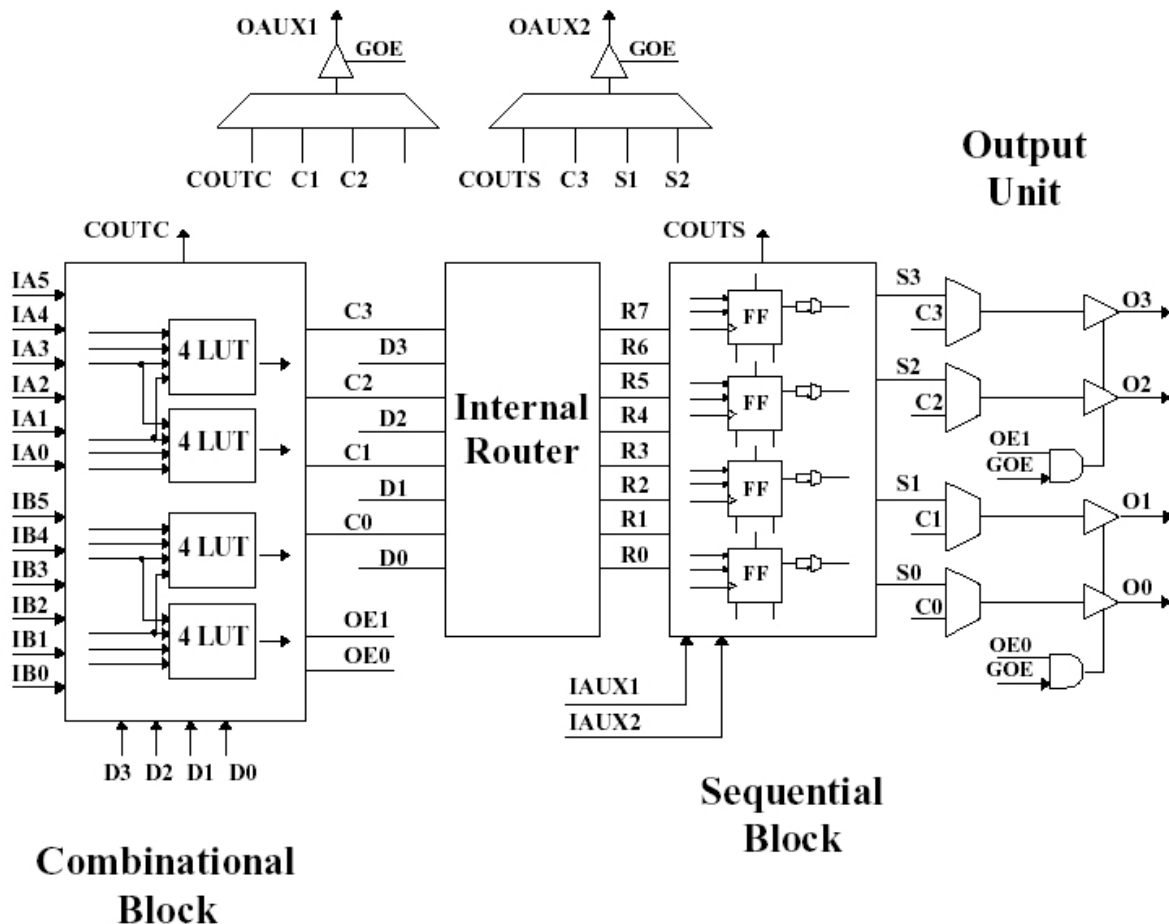 OAUX1
GOE
OAUX2
GOE
COUTC C1 C2
COUTS C3 S1 S2
Output
Unit
COUTC
COUTS
IA5
IA4
IA3
IA2
IA1
IA0
IB5
IB4
IB3
IB2
IB1
IB0
4 LUT
4 LUT
4 LUT
4 LUT
D3 D2 D1 D0
C3
D3
C2
D2
C1
D1
C0
D0
OE1
OE0
Internal
Router
R7
R6
R5
R4
R3
R2
R1
R0
FF
FF
FF
FF
IAUX1
IAUX2
S3
C3
O3
S2
C2
O2
OE1
GOE
S1
C1
O1
S0
C0
O0
OE0
GOE
Sequential
Block
Combinational
Block